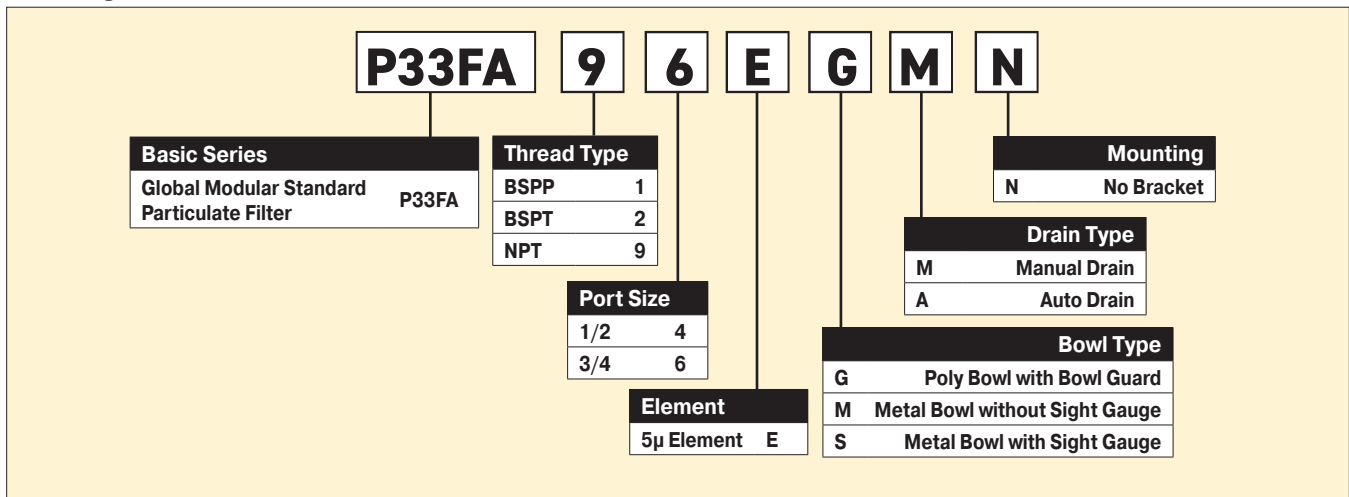 P33FA 9 6 E G M N
Basic Series
Global Modular Standard
Particulate Filter P33FA
Thread Type
BSPP 1
BSPT 2
NPT 9
Mounting
N No Bracket
Drain Type
M Manual Drain
A Auto Drain
Port Size
1/2 4
3/4 6
Bowl Type
G Poly Bowl with Bowl Guard
M Metal Bowl without Sight Gauge
S Metal Bowl with Sight Gauge
Element
5µ Element E